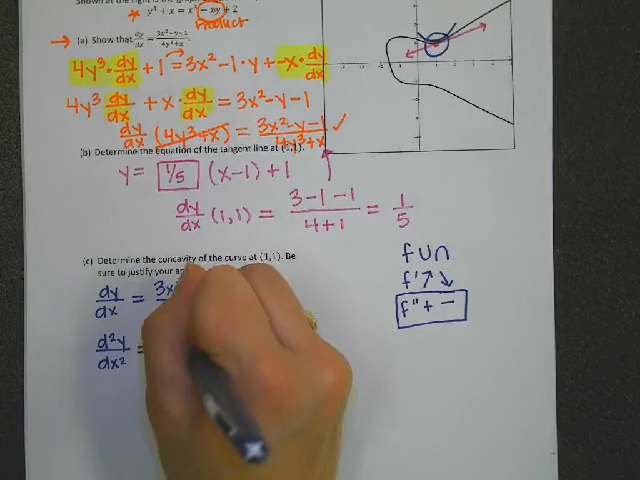 Shown at the right is the graph of
* y⁴ + x = x³ - xy + 2
Product
→ (a) Show that dy/dx = 3x²-y-1/4y³+x.
4y³·dy/dx + 1 = 3x² - 1·y + -x·dy/dx
4y³ dy/dx + x·dy/dx = 3x² - y - 1
dy/dx (4y³+x) = 3x²-y-1/4y³+x ✓
(b) Determine the equation of the tangent line at (1,1).
y = 1/5 (x-1) + 1
dy/dx (1,1) = 3-1-1/4+1 = 1/5
(c) Determine the concavity of the curve at (1,1). Be
sure to justify your
dy/dx = 3x²
d²y/dx² =
f ∪ ∩
f' ↗ ↘
f'' + -